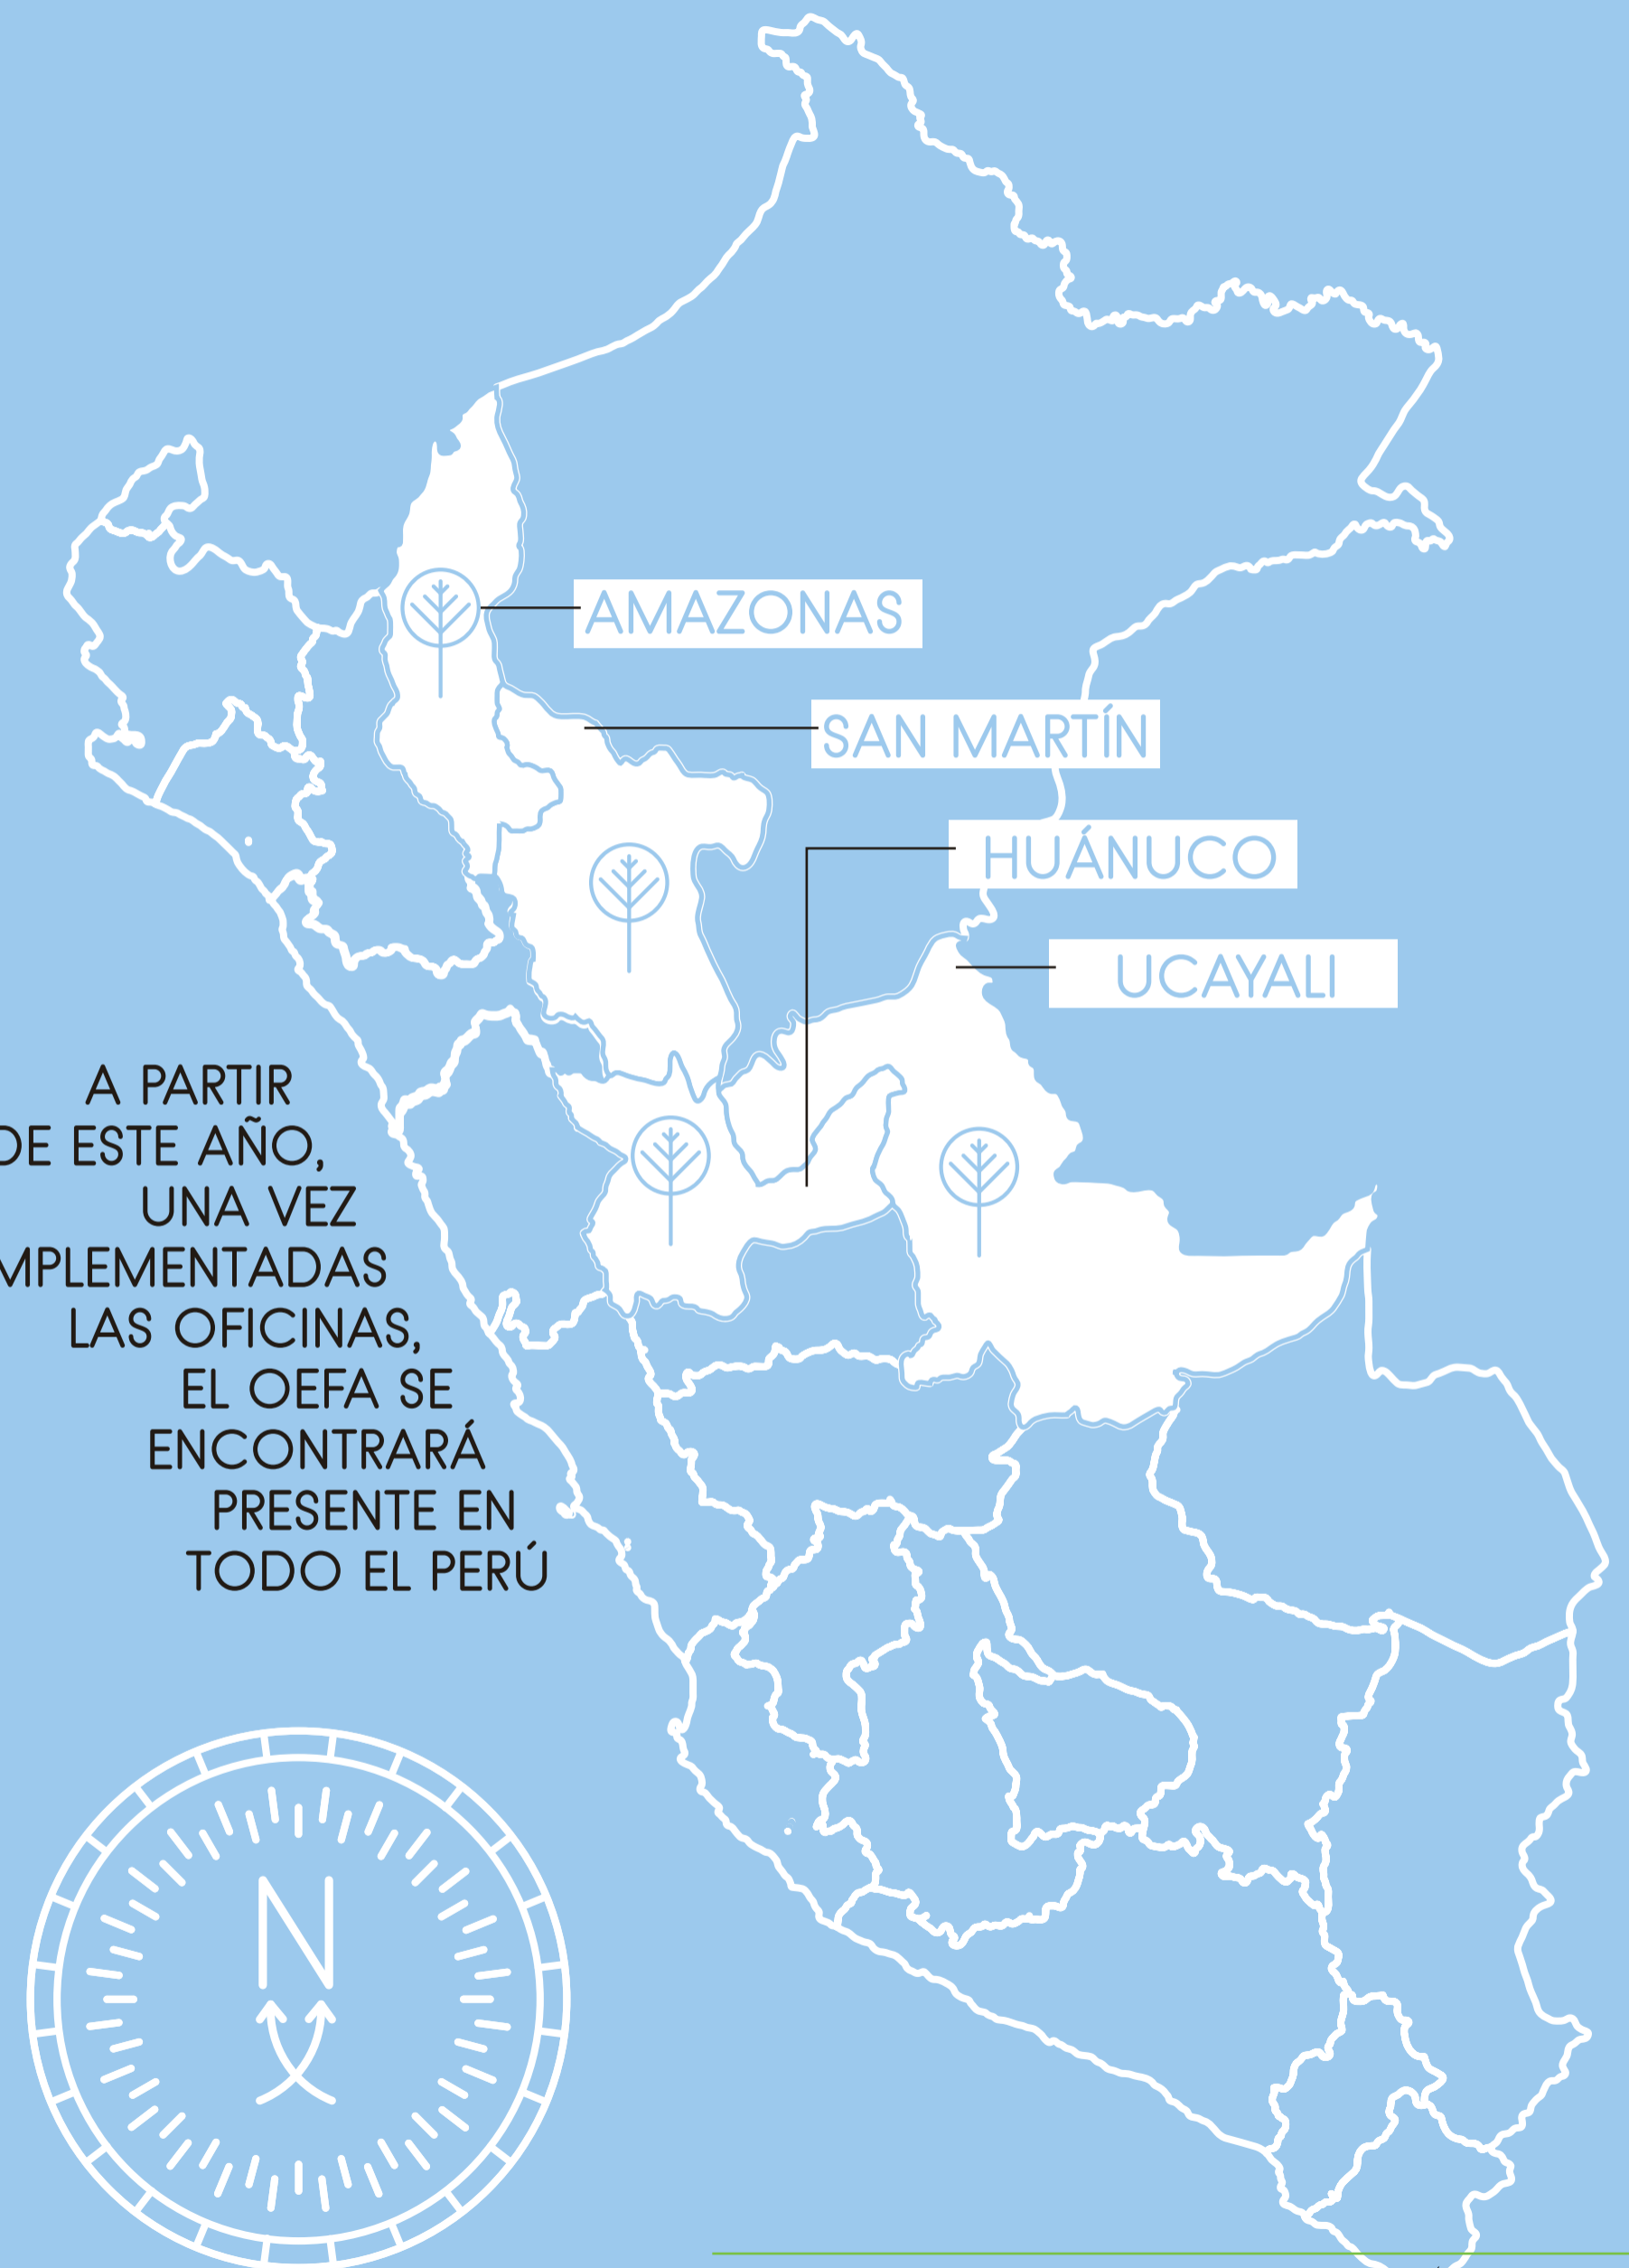 AMAZONAS
SAN MARTÍN
HUÁNUCO
UCAYALI
A PARTIR
DE ESTE AÑO,
UNA VEZ
IMPLEMENTADAS
LAS OFICINAS,
EL OEFA SE
ENCONTRARÁ
PRESENTE EN
TODO EL PERÚ
N